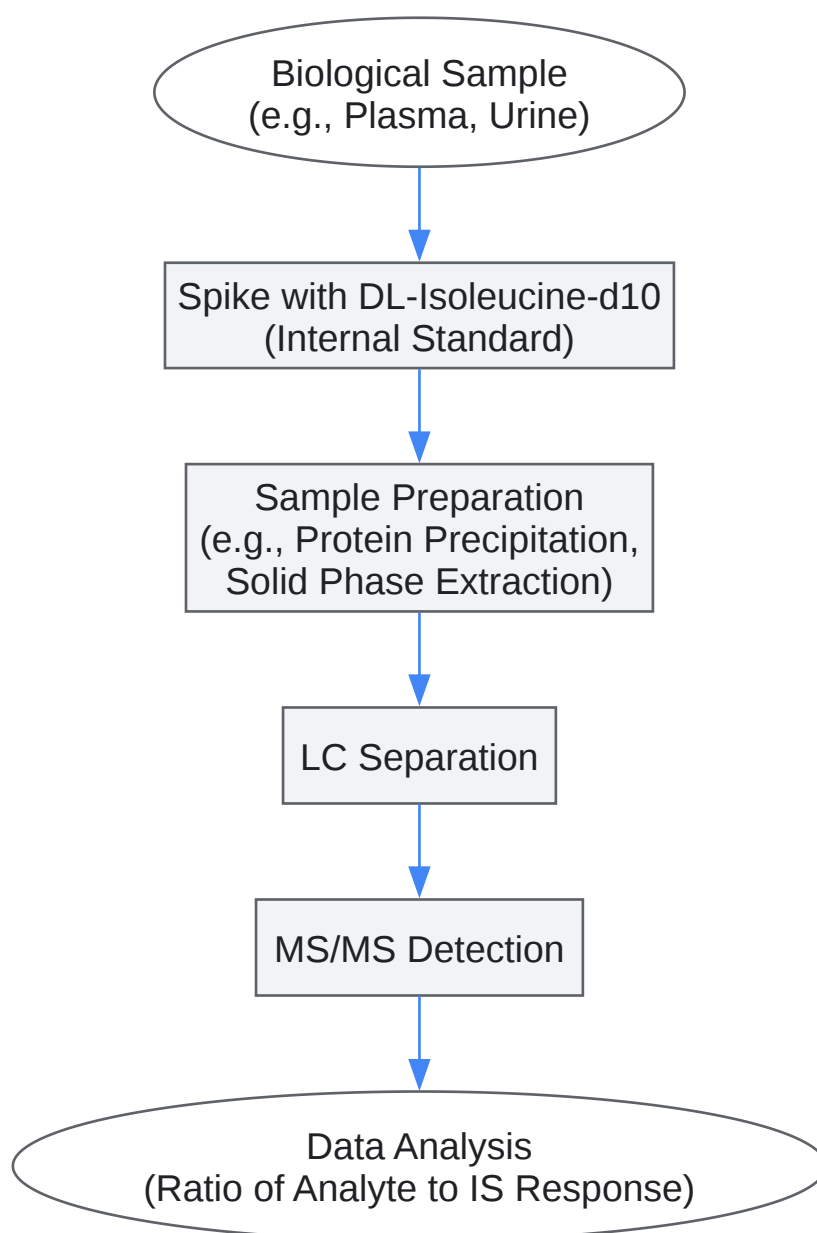 Biological Sample
(e.g., Plasma, Urine)
Spike with DL-Isoleucine-d10
(Internal Standard)
Sample Preparation
(e.g., Protein Precipitation,
Solid Phase Extraction)
LC Separation
MS/MS Detection
Data Analysis
(Ratio of Analyte to IS Response)